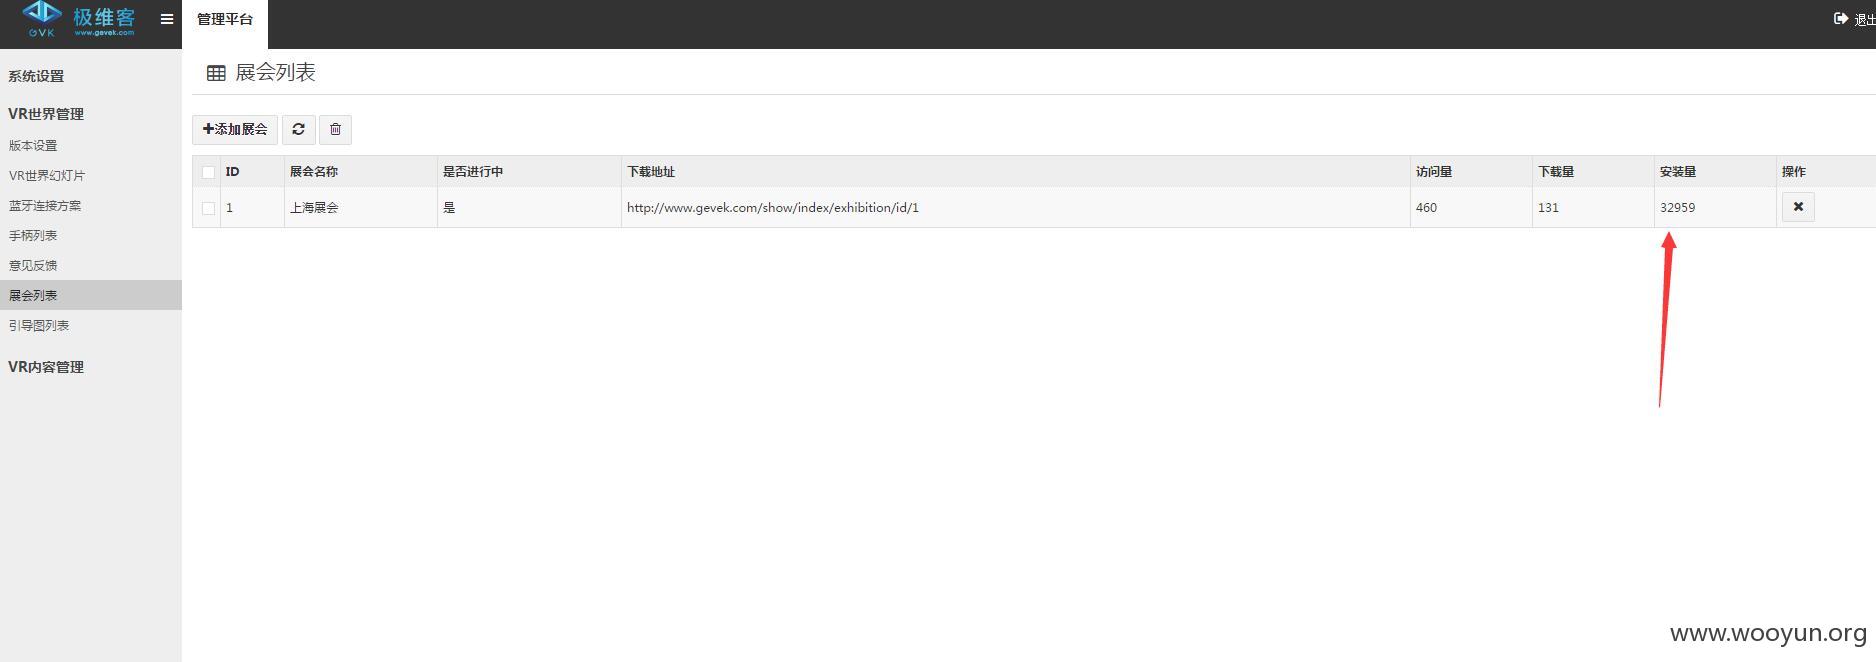 极维客
GVK
www.gevek.com
管理平台
退出
系统设置
VR世界管理
版本设置
VR世界幻灯片
蓝牙连接方案
手柄列表
意见反馈
展会列表
引导图列表
VR内容管理
展会列表
添加展会
ID 展会名称 是否进行中 下载地址 访问量 下载量 安装量 操作
1 上海展会 是 http://www.gevek.com/show/index/exhibition/id/1 460 131 32959
www.wooyun.org